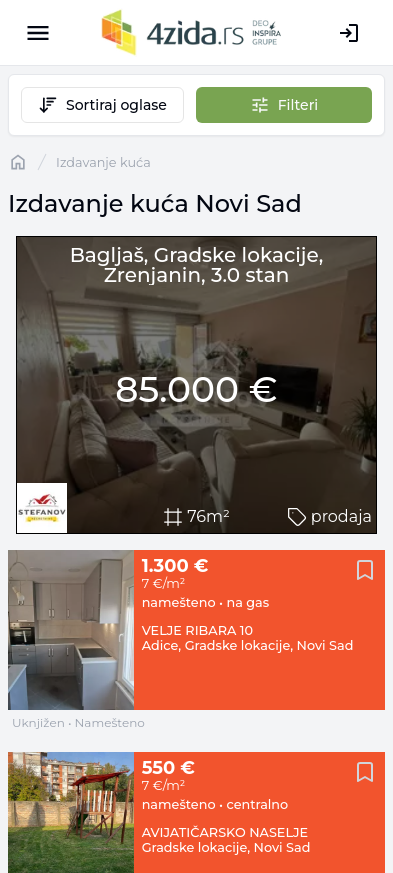 4zida.rs
DEO
INSPIRA
GRUPE
Sortiraj oglase
Filteri
Izdavanje kuća
Izdavanje kuća Novi Sad
Bagljaš, Gradske lokacije,
Zrenjanin, 3.0 stan
85.000 €
STEFANOV
76m²
prodaja
1.300 €
7 €/m²
namešteno • na gas
VELJE RIBARA 10
Adice, Gradske lokacije, Novi Sad
Uknjižen • Namešteno
550 €
7 €/m²
namešteno • centralno
AVIJATIČARSKO NASELJE
Gradske lokacije, Novi Sad